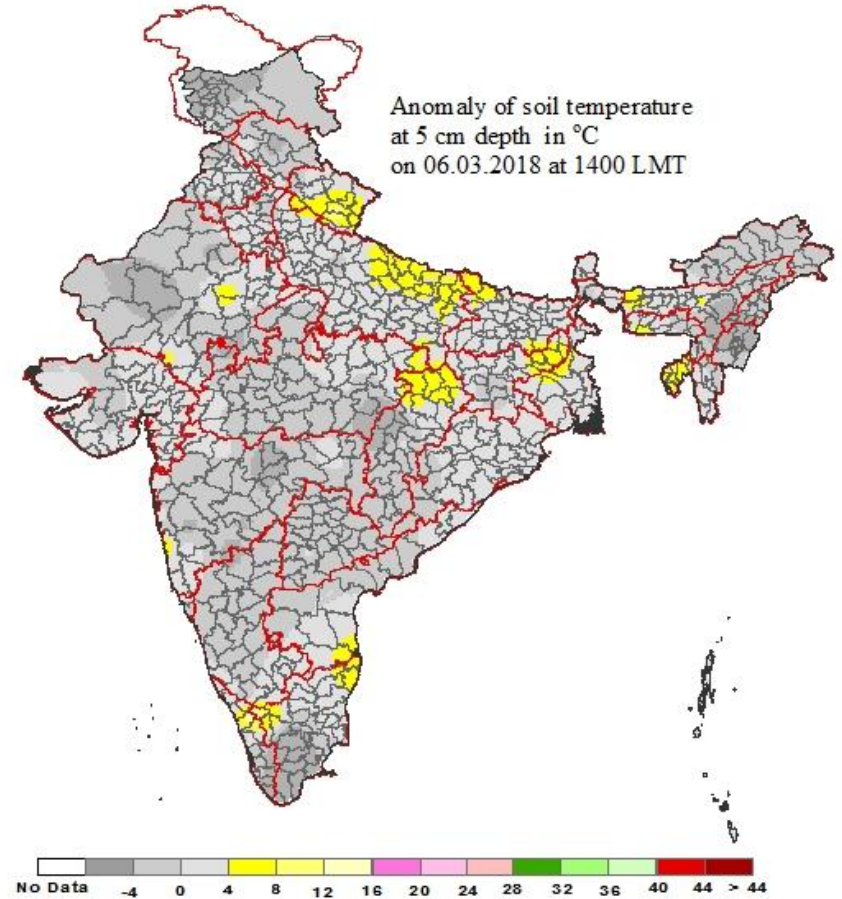 Anomaly of soil temperature
at 5 cm depth in °C
on 06.03.2018 at 1400 LMT
No Data -4 0 4 8 12 16 20 24 28 32 36 40 44 > 44